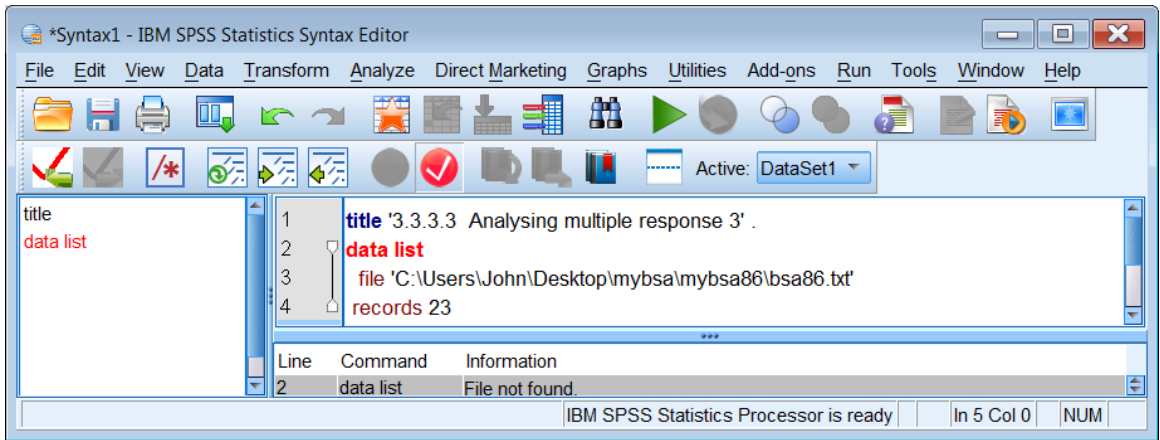 *Syntax1 - IBM SPSS Statistics Syntax Editor
File Edit View Data Transform Analyze Direct Marketing Graphs Utilities Add-ons Run Tools Window Help
/*
Active: DataSet1
title
data list
1 title '3.3.3.3 Analysing multiple response 3' .
2 data list
3 file 'C:\Users\John\Desktop\mybsa\mybsa86\bsa86.txt'
4 records 23
Line Command Information
2 data list File not found.
IBM SPSS Statistics Processor is ready In 5 Col 0 NUM